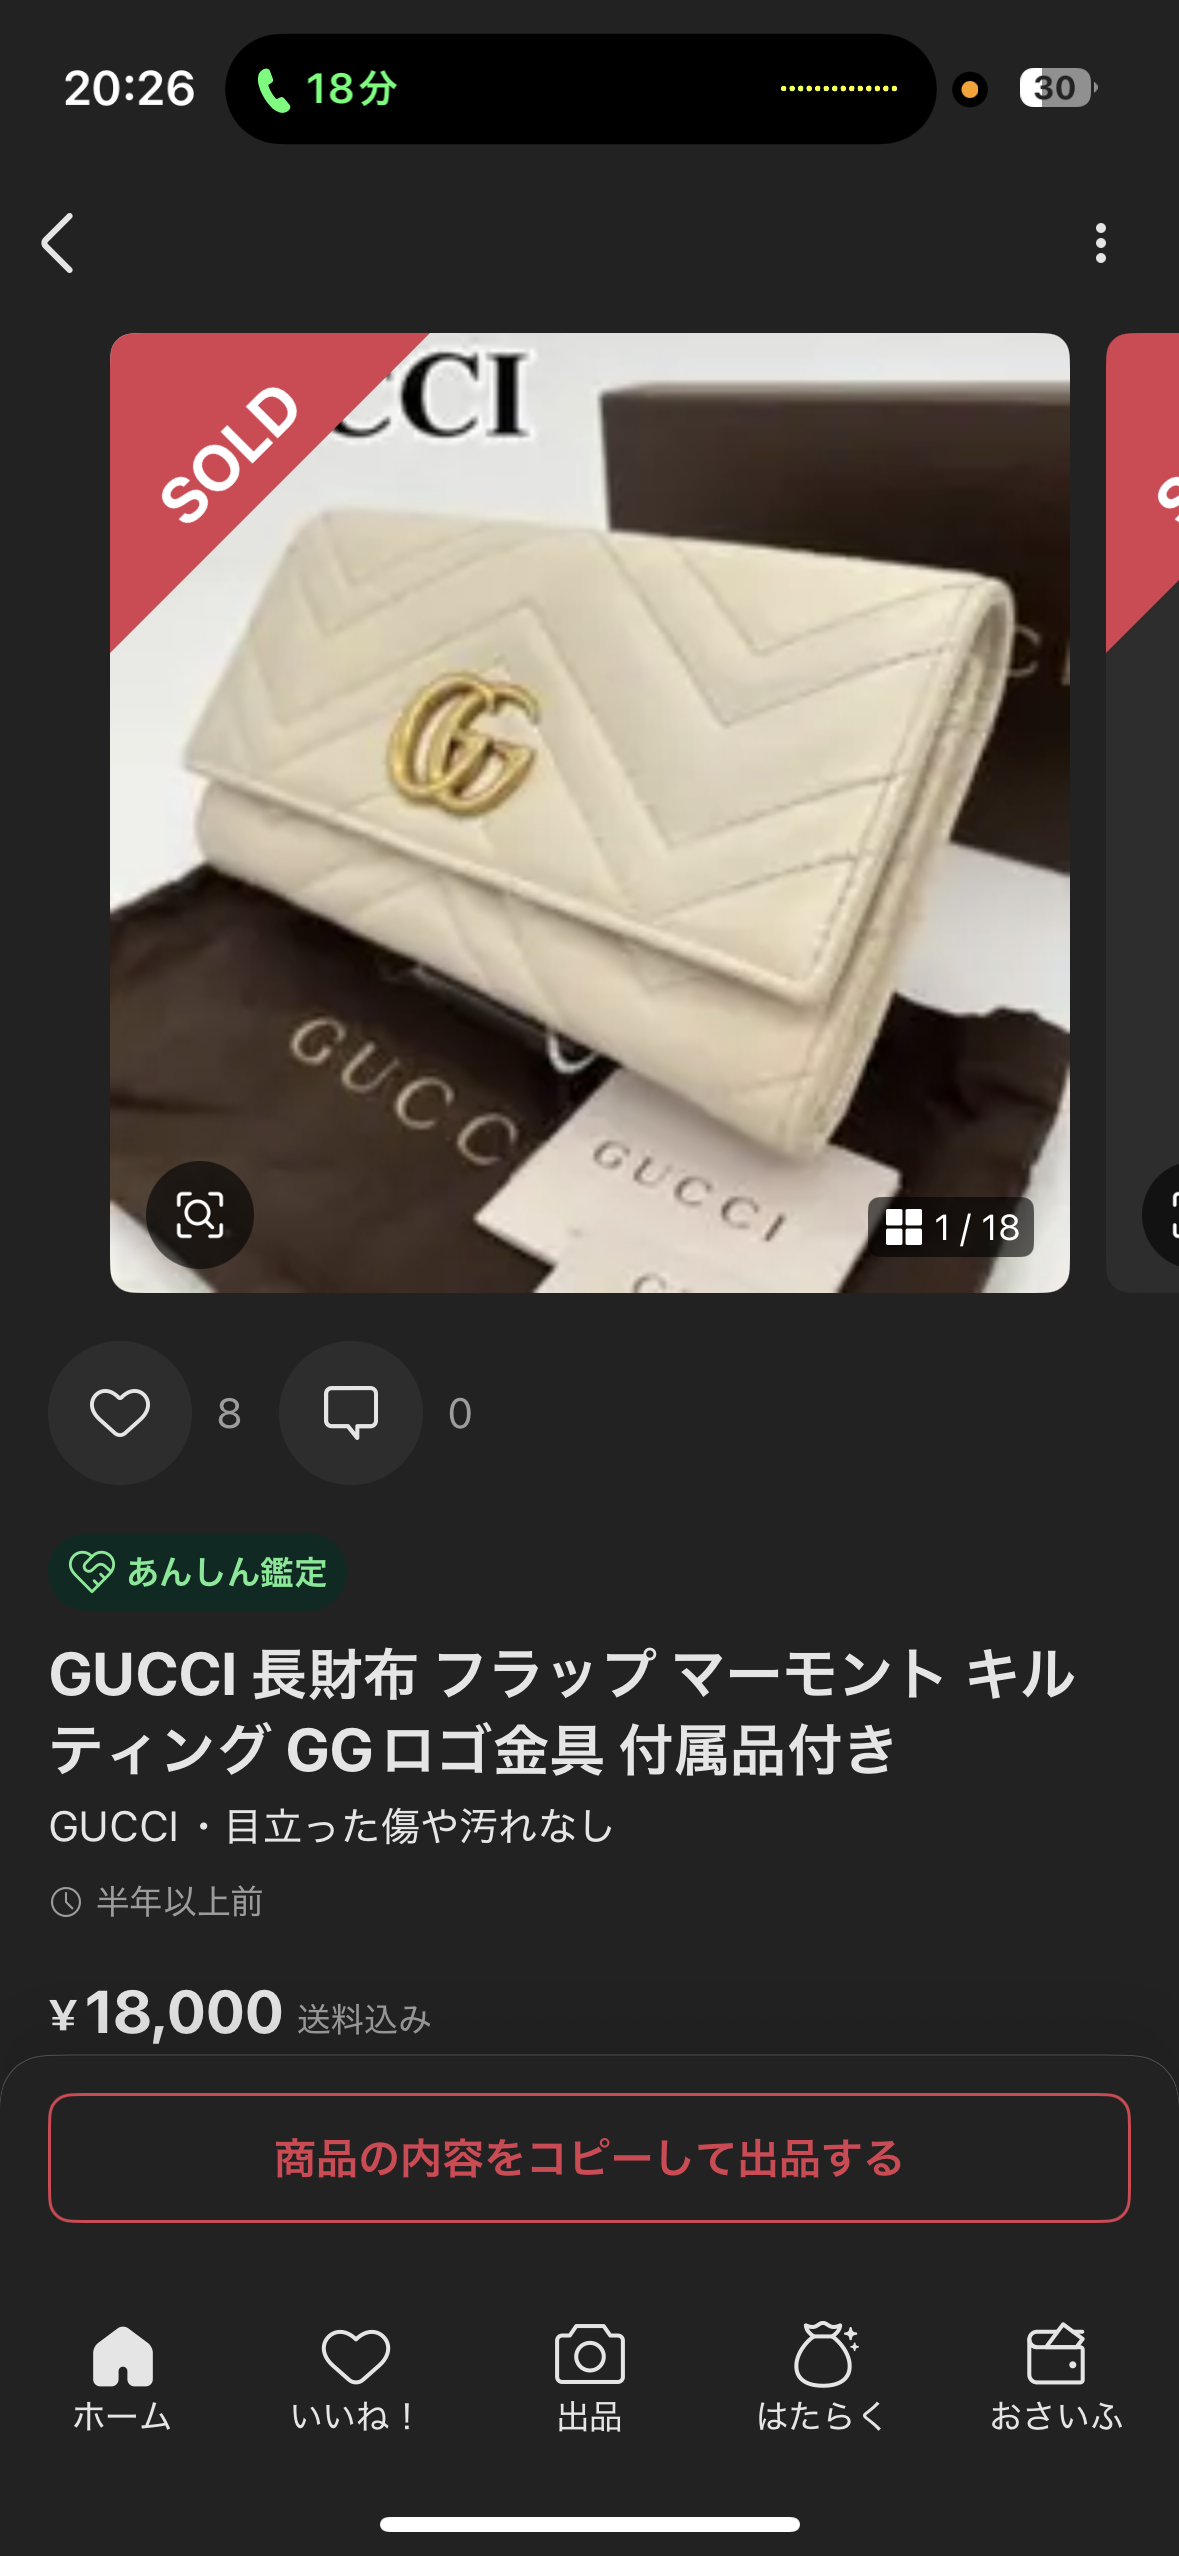 20:26
18分
30
SOLD
CCI
GUCC
GUCCI
1 / 18
8
0
あんしん鑑定
GUCCI 長財布 フラップ マーモント キル
ティング GGロゴ金具 付属品付き
GUCCI・目立った傷や汚れなし
半年以上前
¥18,000 送料込み
商品の内容をコピーして出品する
ホーム
いいね！
出品
はたらく
おさいふ